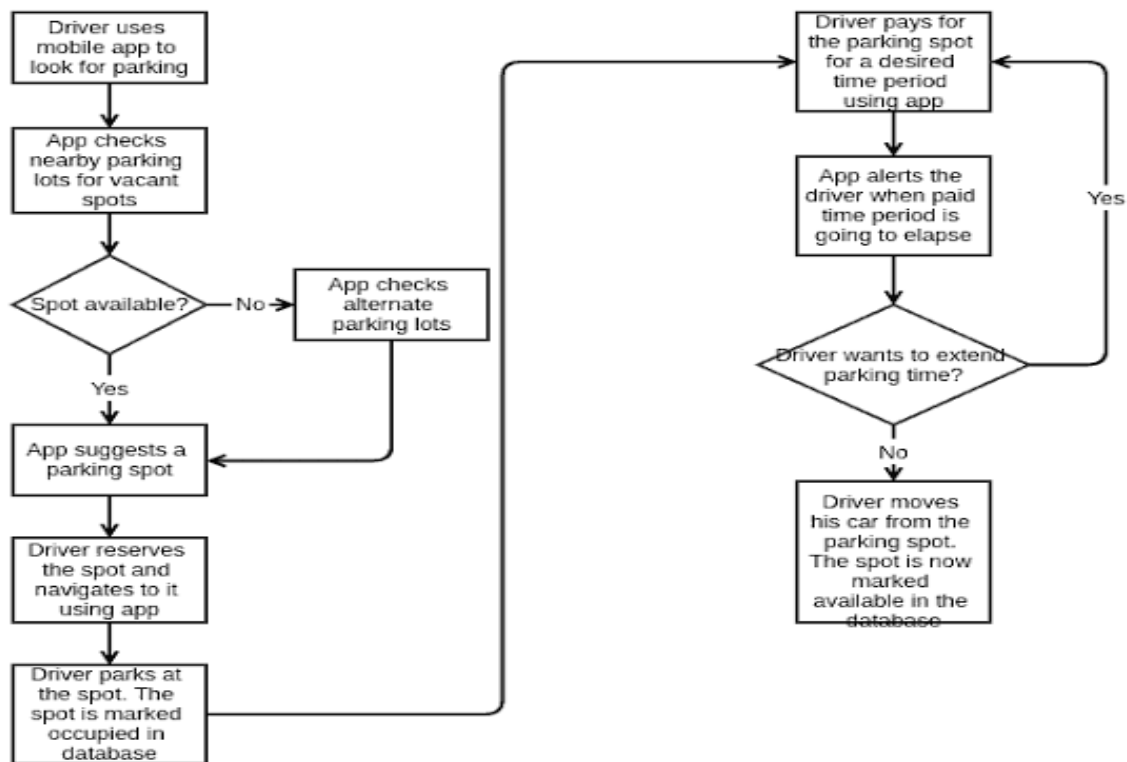 Driver uses
mobile app to
look for parking
App checks
nearby parking
lots for vacant
spots
Spot available?
No
App checks
alternate
parking lots
Yes
App suggests a
parking spot
Driver reserves
the spot and
navigates to it
using app
Driver parks at
the spot. The
spot is marked
occupied in
database
Driver pays for
the parking spot
for a desired
time period
using app
App alerts the
driver when paid
time period is
going to elapse
Yes
Driver wants to extend
parking time?
No
Driver moves
his car from the
parking spot.
The spot is now
marked
available in the
database